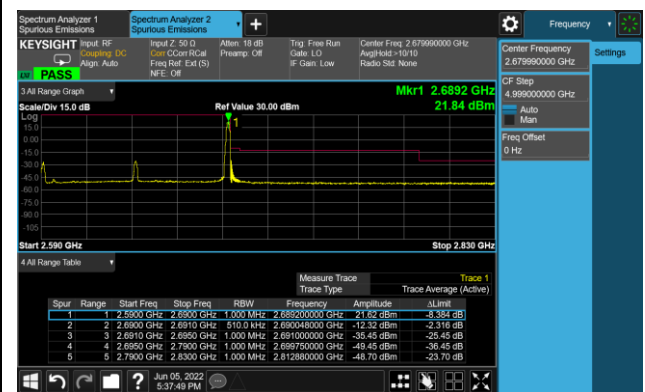 Spectrum Analyzer 1
Spurious Emissions
Spectrum Analyzer 2
Spurious Emissions
+
Frequency
KEYSIGHT
Input: RF
Coupling: DC
Align: Auto
Input Z: 50 Ω
Corr CCorr RCal
Freq Ref: Ext (S)
NFE: Off
Atten: 18 dB
Preamp: Off
Trig: Free Run
Gate: LO
IF Gain: Low
Center Freq: 2.679990000 GHz
Avg|Hold:>10/10
Radio Std: None
PASS
Center Frequency
2.679990000 GHz
Settings
CF Step
4.999000000 GHz
Auto
Man
Freq Offset
0 Hz
3 All Range Graph
Mkr1 2.6892 GHz
Scale/Div 15.0 dB
Ref Value 30.00 dBm
21.84 dBm
Log
15.0
0.00
-15.0
-30.0
-45.0
-60.0
-75.0
-90.0
-105
1
Start 2.590 GHz
Stop 2.830 GHz
4 All Range Table
Measure Trace Trace 1
Trace Type Trace Average (Active)
Spur Range Start Freq Stop Freq RBW Frequency Amplitude ΔLimit
1 1 2.5900 GHz 2.6900 GHz 1.000 MHz 2.689200000 GHz 21.62 dBm -8.384 dB
2 2 2.6900 GHz 2.6910 GHz 510.0 kHz 2.690048000 GHz -12.32 dBm -2.316 dB
3 3 2.6910 GHz 2.6950 GHz 1.000 MHz 2.691000000 GHz -35.45 dBm -25.45 dB
4 4 2.6950 GHz 2.7900 GHz 1.000 MHz 2.699750000 GHz -49.45 dBm -36.45 dB
5 5 2.7900 GHz 2.8300 GHz 1.000 MHz 2.812880000 GHz -48.70 dBm -23.70 dB
?
Jun 05, 2022
5:37:49 PM